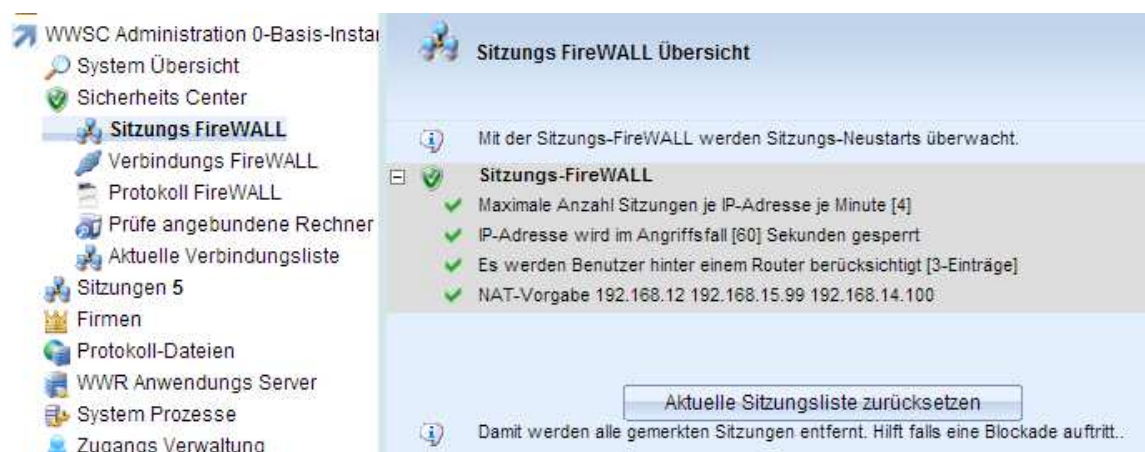 WWSC Administration 0-Basis-Instar
System Übersicht
Sicherheits Center
Sitzungs FireWALL
Verbindungs FireWALL
Protokoll FireWALL
Prüfe angebundene Rechner
Aktuelle Verbindungsliste
Sitzungen 5
Firmen
Protokoll-Dateien
WWR Anwendungs Server
System Prozesse
Zugangs Verwaltung
Sitzungs FireWALL Übersicht
Mit der Sitzungs-FireWALL werden Sitzungs-Neustarts überwacht.
Sitzungs-FireWALL
Maximale Anzahl Sitzungen je IP-Adresse je Minute [4]
IP-Adresse wird im Angriffsfall [60] Sekunden gesperrt
Es werden Benutzer hinter einem Router berücksichtigt [3-Einträge]
NAT-Vorgabe 192.168.12 192.168.15.99 192.168.14.100
Aktuelle Sitzungsliste zurücksetzen
Damit werden alle gemerkten Sitzungen entfernt. Hilft falls eine Blockade auftritt..